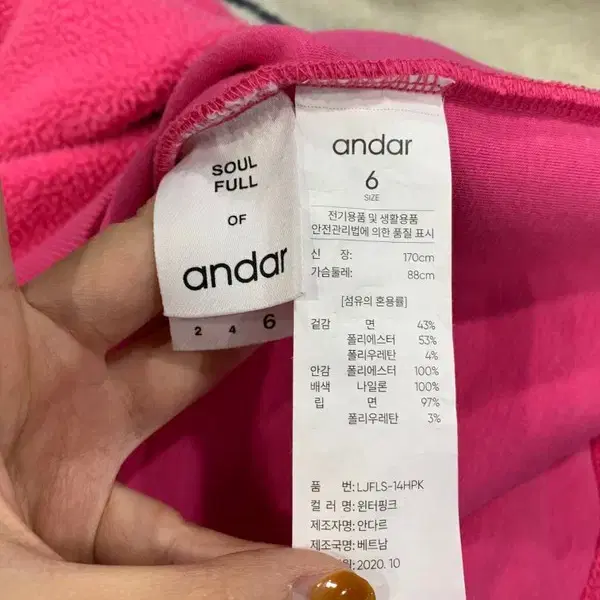 SOUL
FULL
OF
andar
2 4 6
andar
6
SIZE
전기용품 및 생활용품
안전관리법에 의한 품질 표시
신 장: 170cm
가슴둘레: 88cm
[섬유의 혼용률]
겉감 면 43%
폴리에스터 53%
폴리우레탄 4%
안감 폴리에스터 100%
배색 나일론 100%
립 면 97%
폴리우레탄 3%
품 번: LJFLS-14HPK
컬 러 명: 윈터핑크
제조자명: 안다르
제조국명: 베트남
2020. 10